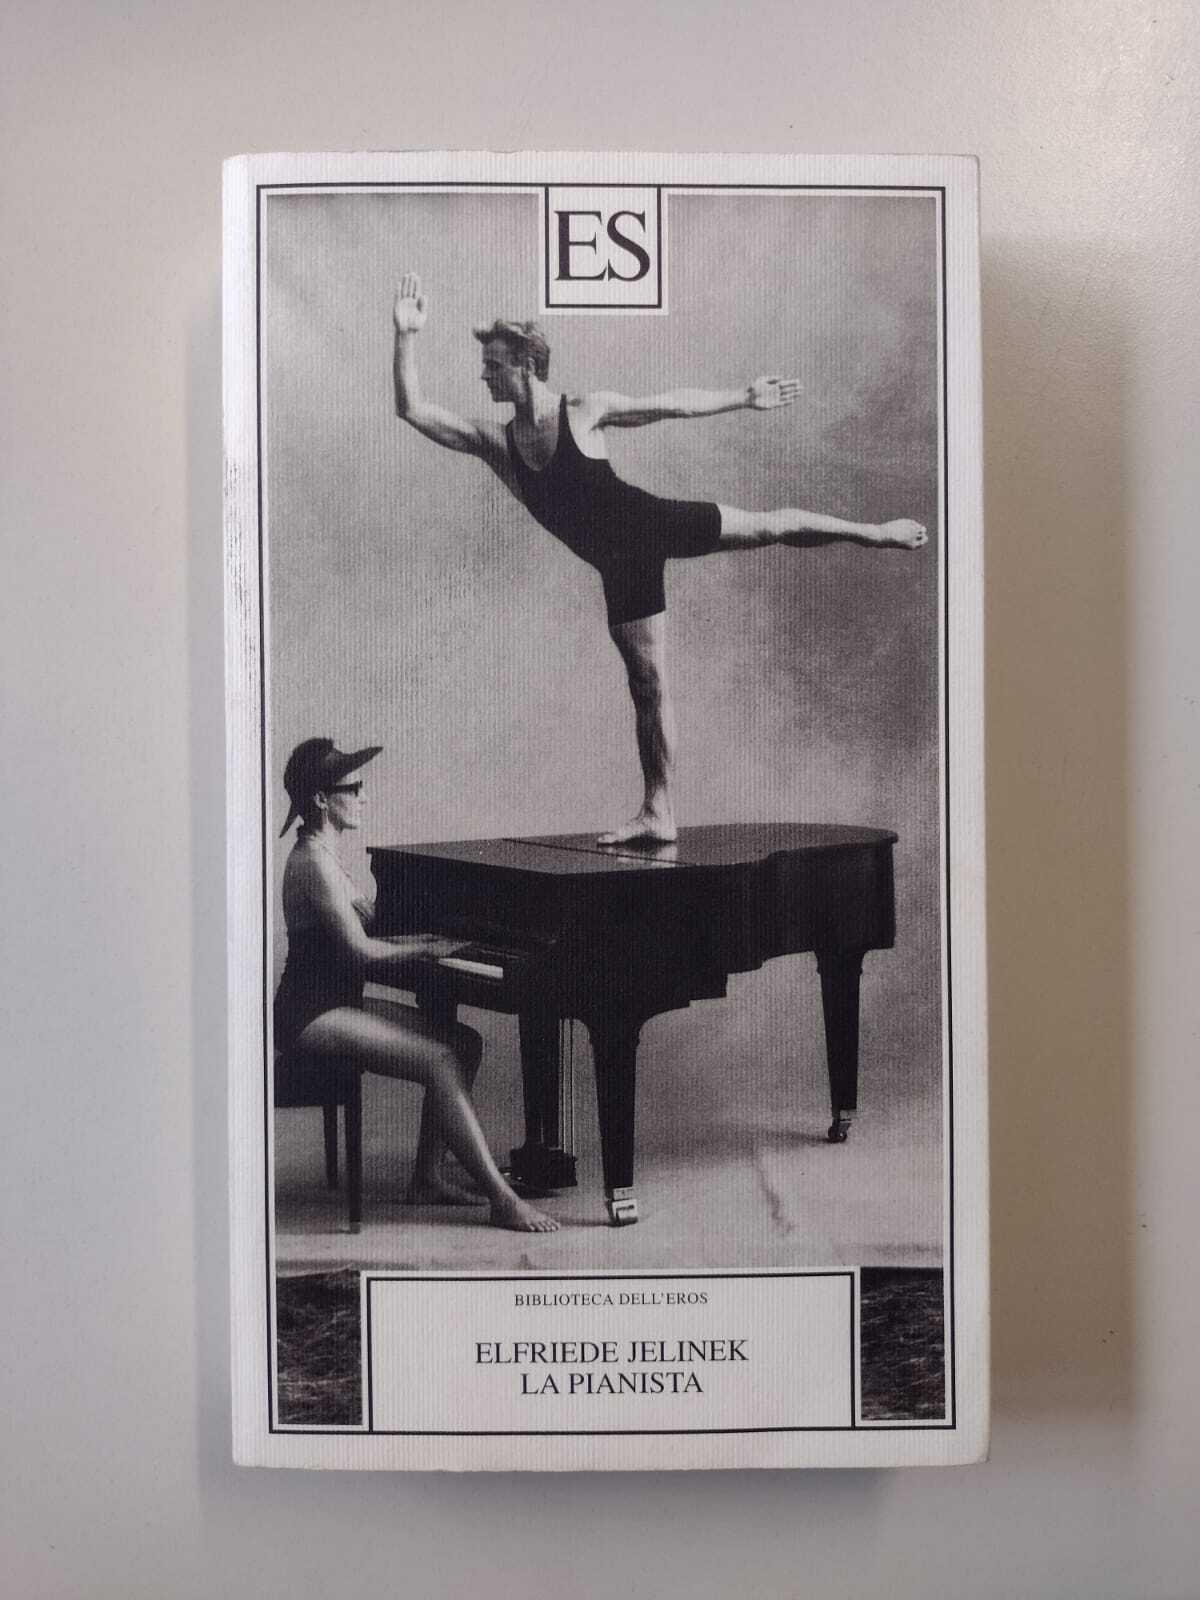 ES
BIBLIOTECA DELL'EROS
ELFRIEDE JELINEK
LA PIANISTA